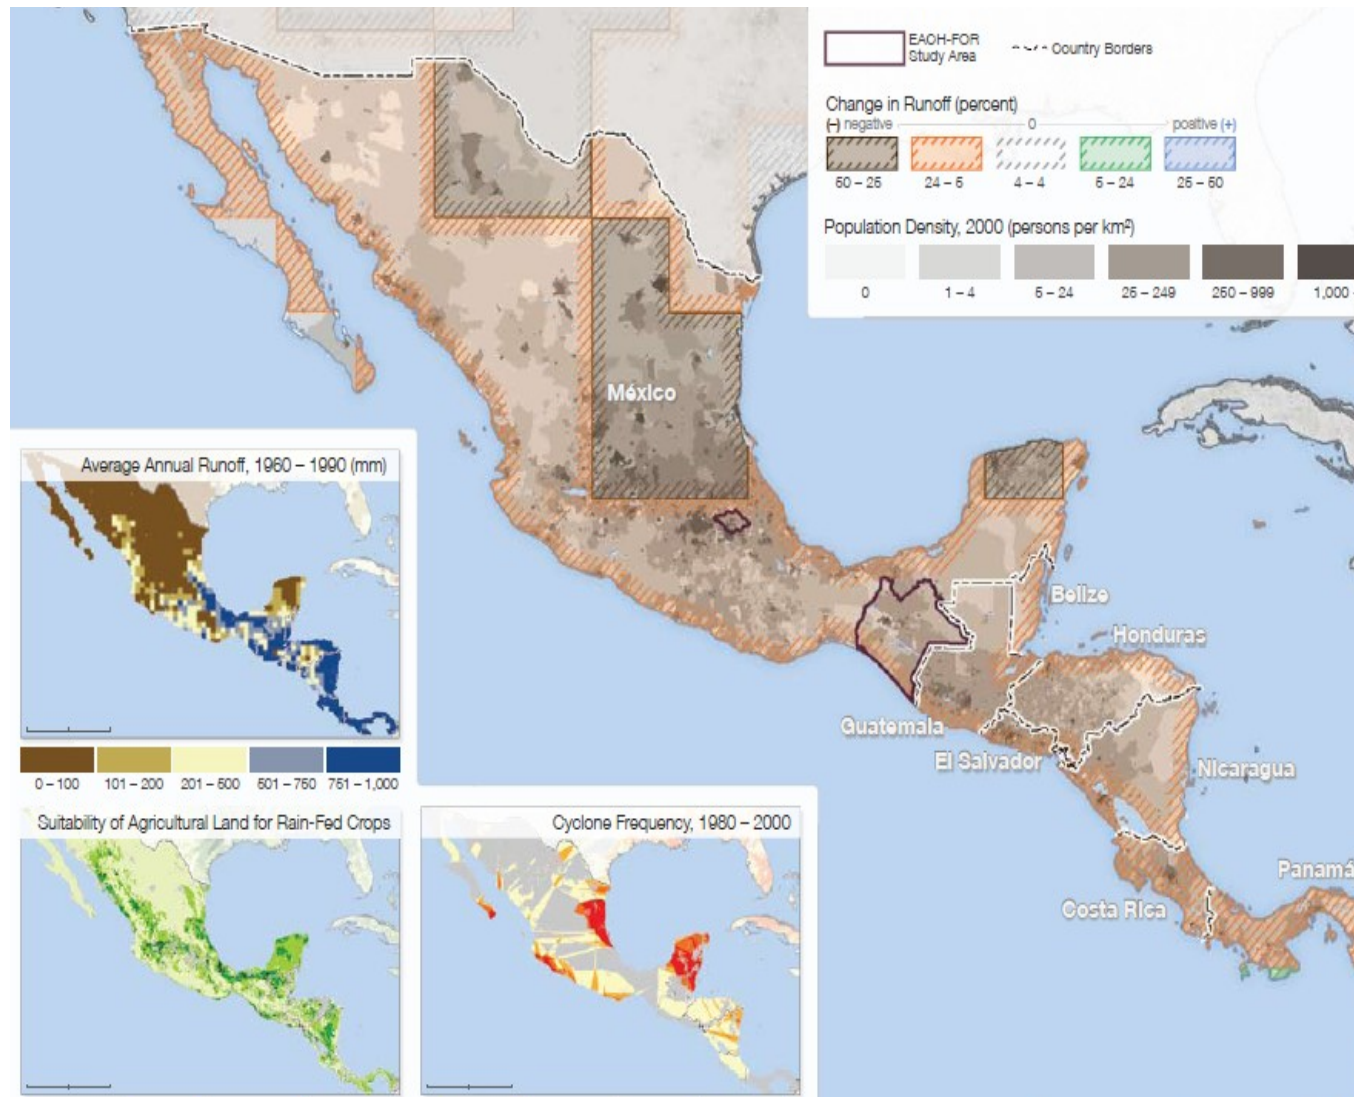 EACH-FOR
Study Area
Country Borders
Change in Runoff (percent)
(–) negative 0 positive (+)
50 – 25 24 – 5 4 – 4 5 – 24 25 – 50
Population Density, 2000 (persons per km²)
0 1 – 4 5 – 24 25 – 249 250 – 999 1,000
México
Belize
Honduras
Guatemala
El Salvador
Nicaragua
Panamá
Costa Rica
Average Annual Runoff, 1960 – 1990 (mm)
0 – 100 101 – 200 201 – 500 501 – 750 751 – 1,000
Suitability of Agricultural Land for Rain-Fed Crops
Cyclone Frequency, 1980 – 2000